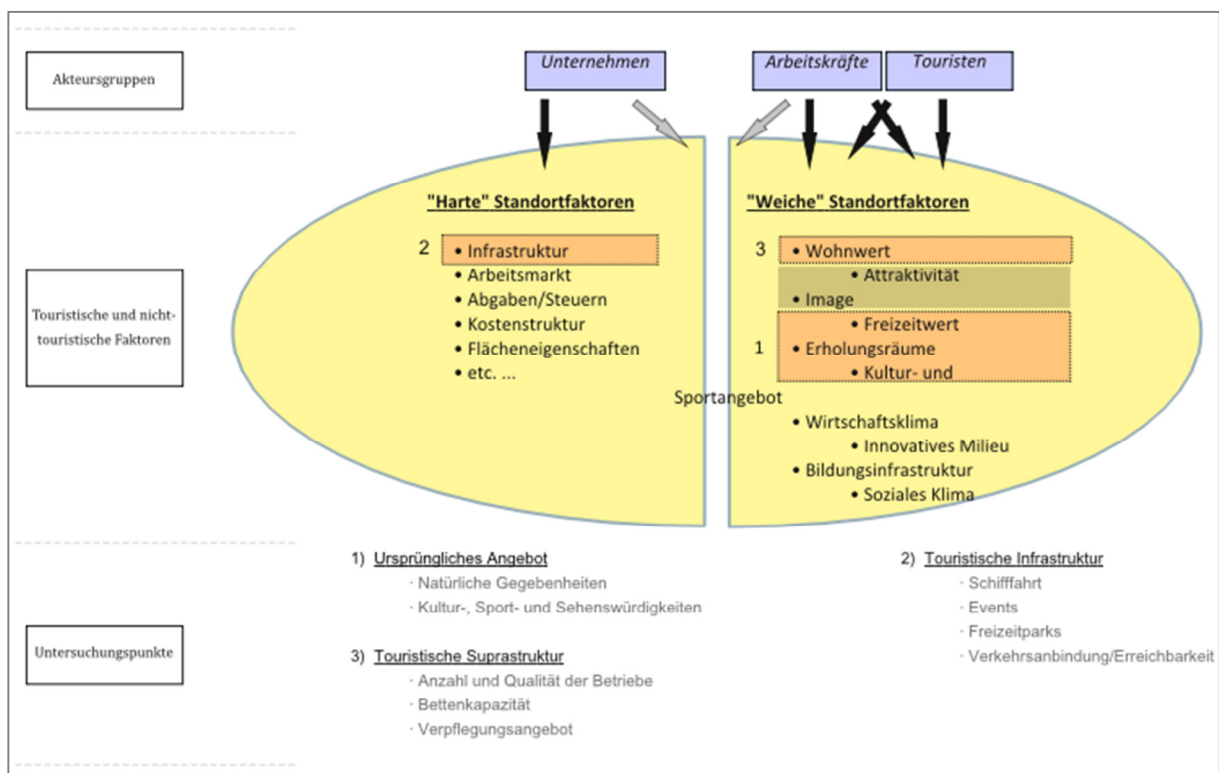 Akteursgruppen
Unternehmen
Arbeitskräfte
Touristen
Touristische und nicht-
touristische Faktoren
"Harte" Standortfaktoren
2
• Infrastruktur
• Arbeitsmarkt
• Abgaben/Steuern
• Kostenstruktur
• Flächeneigenschaften
• etc. ...
"Weiche" Standortfaktoren
3
• Wohnwert
• Attraktivität
• Image
• Freizeitwert
1
• Erholungsräume
• Kultur- und
Sportangebot
• Wirtschaftsklima
• Innovatives Milieu
• Bildungsinfrastruktur
• Soziales Klima
Untersuchungspunkte
1) Ursprüngliches Angebot
· Natürliche Gegebenheiten
· Kultur-, Sport- und Sehenswürdigkeiten
2) Touristische Infrastruktur
· Schifffahrt
· Events
· Freizeitparks
· Verkehrsanbindung/Erreichbarkeit
3) Touristische Suprastruktur
· Anzahl und Qualität der Betriebe
· Bettenkapazität
· Verpflegungsangebot